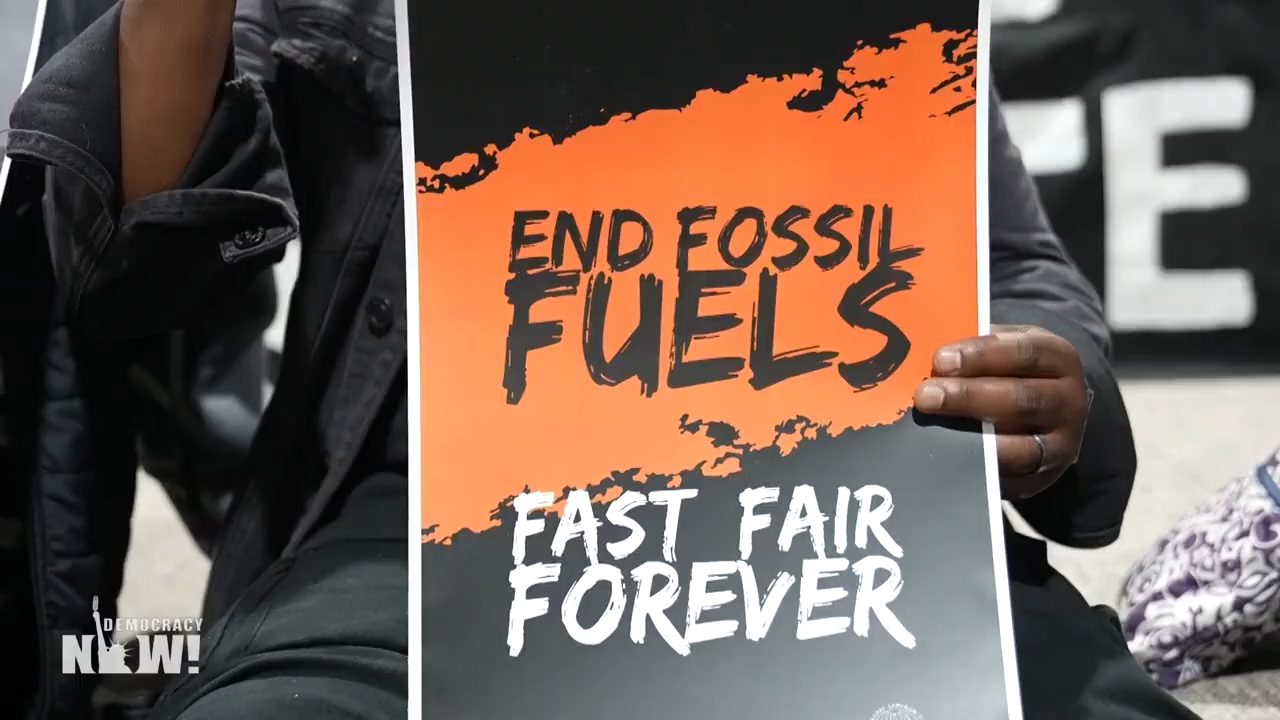 END FOSSIL
FUELS
FAST FAIR
FOREVER
DEMOCRACY
NOW!